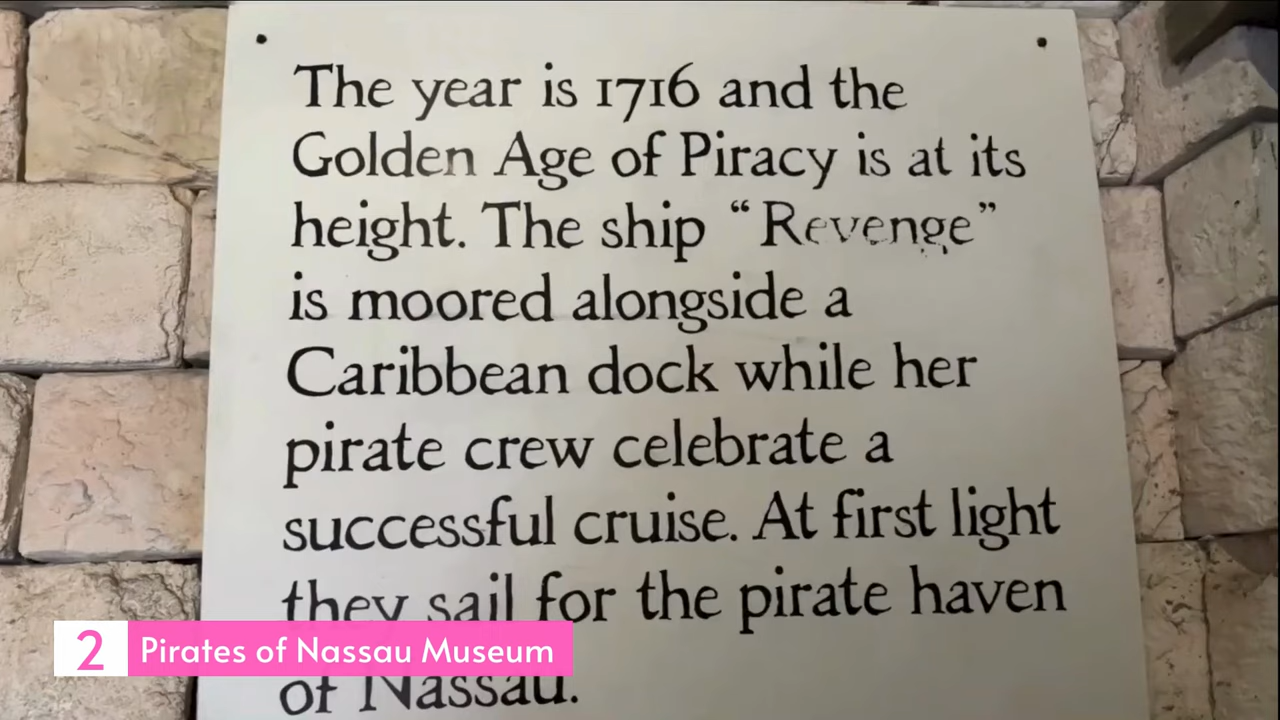 The year is 1716 and the
Golden Age of Piracy is at its
height. The ship “Revenge”
is moored alongside a
Caribbean dock while her
pirate crew celebrate a
successful cruise. At first light
they sail for the pirate haven
of Nassau.
2 Pirates of Nassau Museum